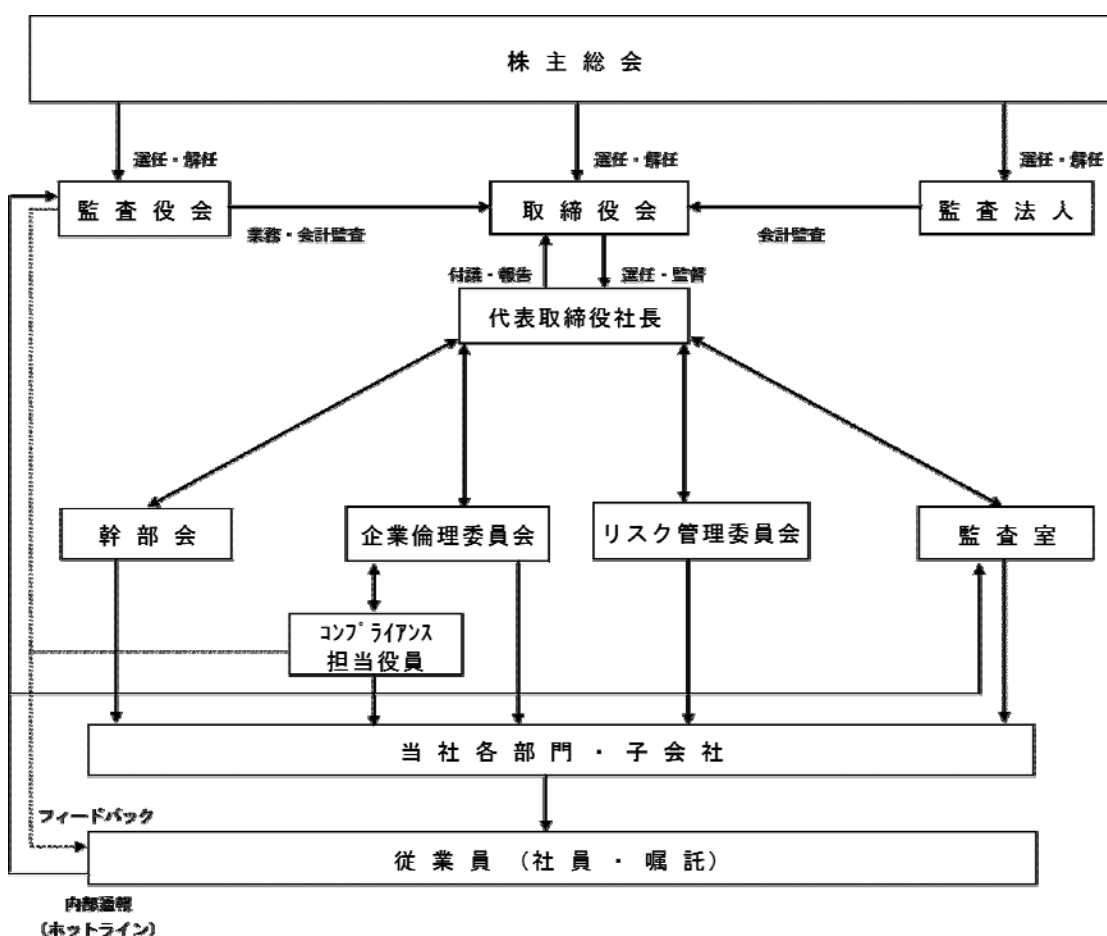 株主総会
選任・解任
選任・解任
選任・解任
監査役会
取締役会
監査法人
業務・会計監査
会計監査
付議・報告
選任・監督
代表取締役社長
幹部会
企業倫理委員会
リスク管理委員会
監査室
コンプライアンス
担当役員
当社各部門・子会社
フィードバック
従業員(社員・嘱託)
内部通報
(ホットライン)